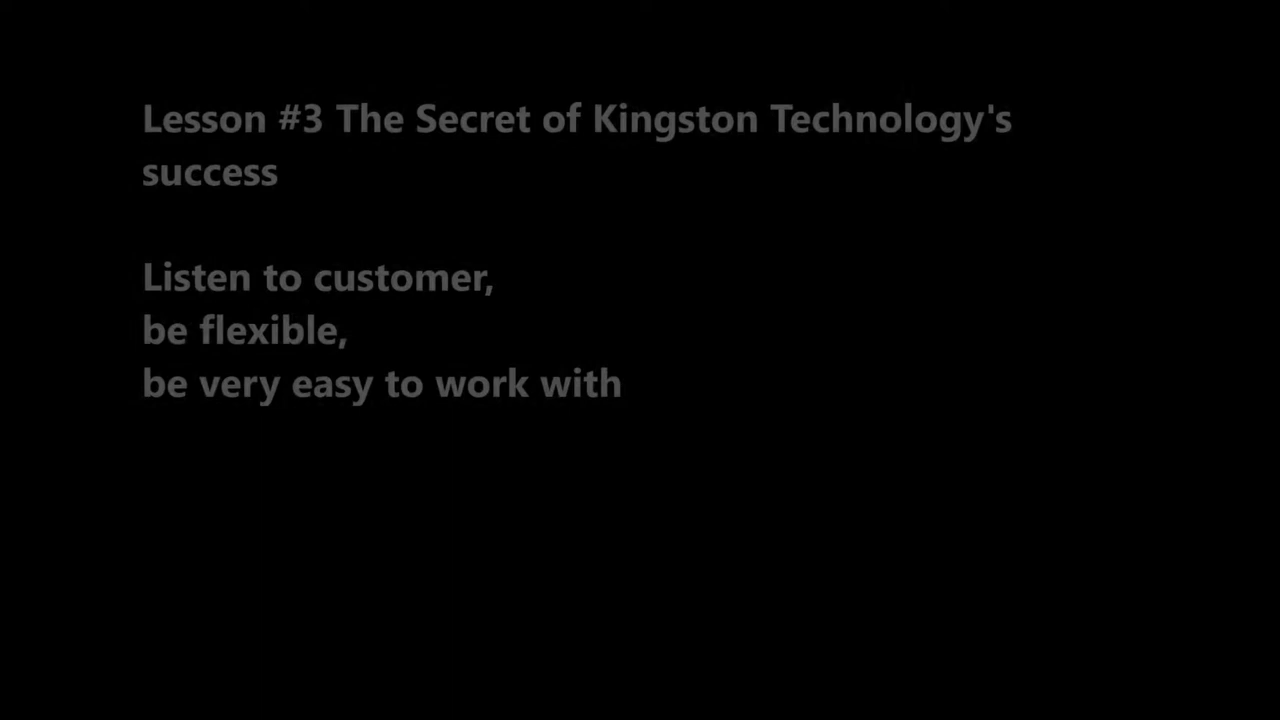 Lesson #3 The Secret of Kingston Technology's
success
Listen to customer,
be flexible,
be very easy to work with